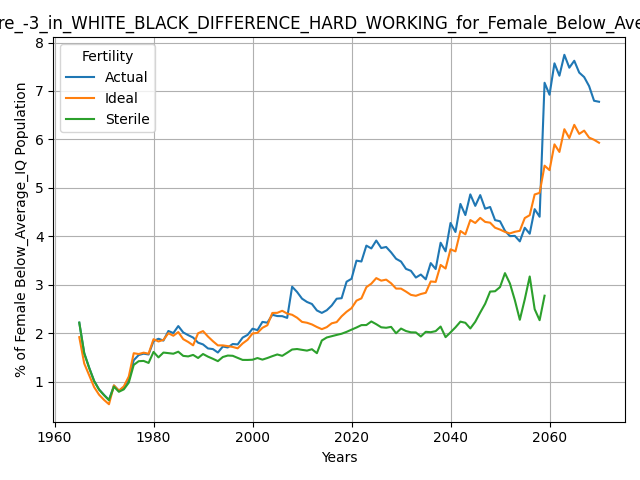 re_-3_in_WHITE_BLACK_DIFFERENCE_HARD_WORKING_for_Female_Below_Ave
% of Female Below_Average_IQ Population
Fertility
Actual
Ideal
Sterile
8
7
6
5
4
3
2
1
1960 1980 2000 2020 2040 2060
Years